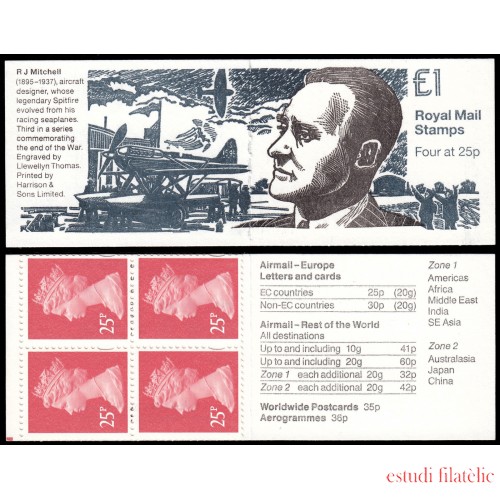 R J Mitchell
(1895–1937), aircraft
designer, whose
legendary Spitfire
evolved from his
racing seaplanes.
Third in a series
commemorating
the end of the War.
Engraved by
Llewellyn Thomas.
Printed by
Harrison &
Sons Limited.
£1
Royal Mail
Stamps
Four at 25p
25P
25P
25P
25P
Airmail–Europe
Letters and cards
EC countries 25p (20g)
Non-EC countries 30p (20g)
Airmail–Rest of the World
All destinations
Up to and including 10g 41p
Up to and including 20g 60p
Zone 1 each additional 20g 32p
Zone 2 each additional 20g 42p
Worldwide Postcards 35p
Aerogrammes 36p
Zone 1
Americas
Africa
Middle East
India
SE Asia
Zone 2
Australasia
Japan
China
estudi filatèlic